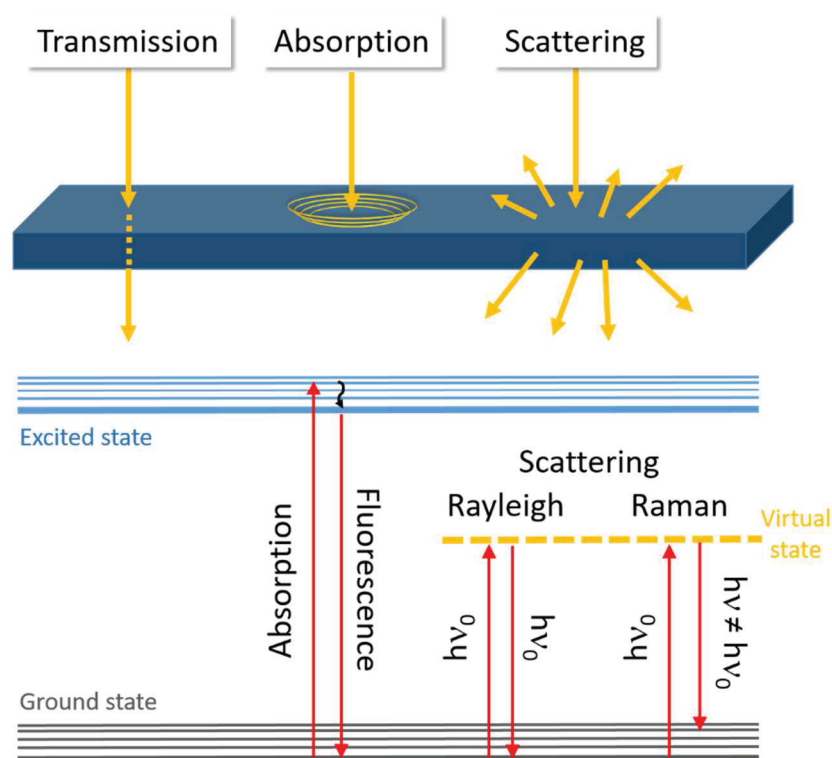 Transmission
Absorption
Scattering
Excited state
Absorption
Fluorescence
Scattering
Rayleigh
Raman
Virtual
state
hν₀
hν₀
hν₀
hν ≠ hν₀
Ground state